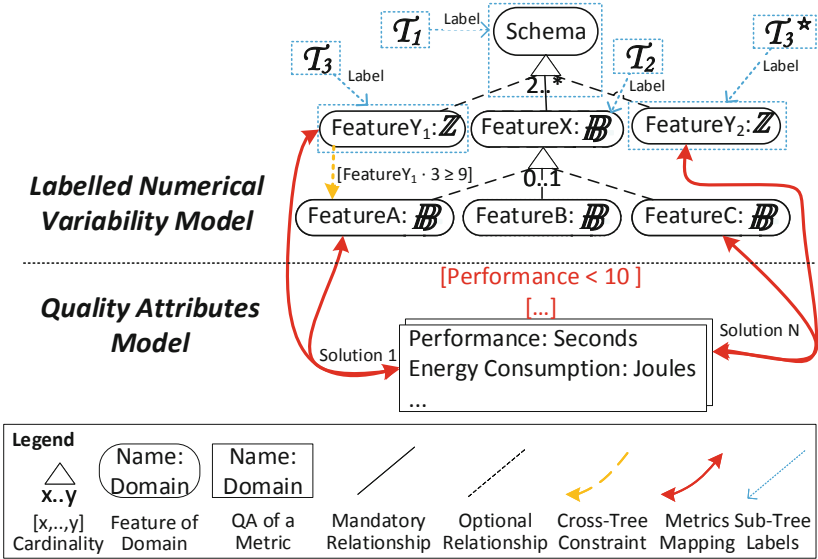 Label
𝒯1
Schema
𝒯3
𝒯2
𝒯3☆
Label
2..*
Label
Label
FeatureY1:ℤ
FeatureX:𝔹
FeatureY2:ℤ
[FeatureY1 · 3 ≥ 9]
0..1
Labelled Numerical
Variability Model
FeatureA: 𝔹
FeatureB: 𝔹
FeatureC: 𝔹
[Performance < 10 ]
[...]
Quality Attributes
Model
Solution 1
Performance: Seconds
Energy Consumption: Joules
...
Solution N
Legend
x..y
Name:
Domain
Name:
Domain
[x,..,y]
Cardinality
Feature of
Domain
QA of a
Metric
Mandatory
Relationship
Optional
Relationship
Cross-Tree
Constraint
Metrics
Mapping
Sub-Tree
Labels